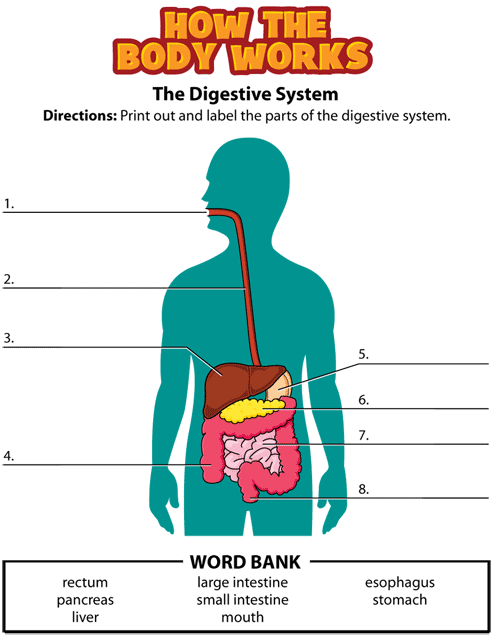 HOW THE
BODY WORKS
The Digestive System
Directions: Print out and label the parts of the digestive system.
1.
2.
3.
4.
5.
6.
7.
8.
WORD BANK
rectum large intestine esophagus
pancreas small intestine stomach
liver mouth